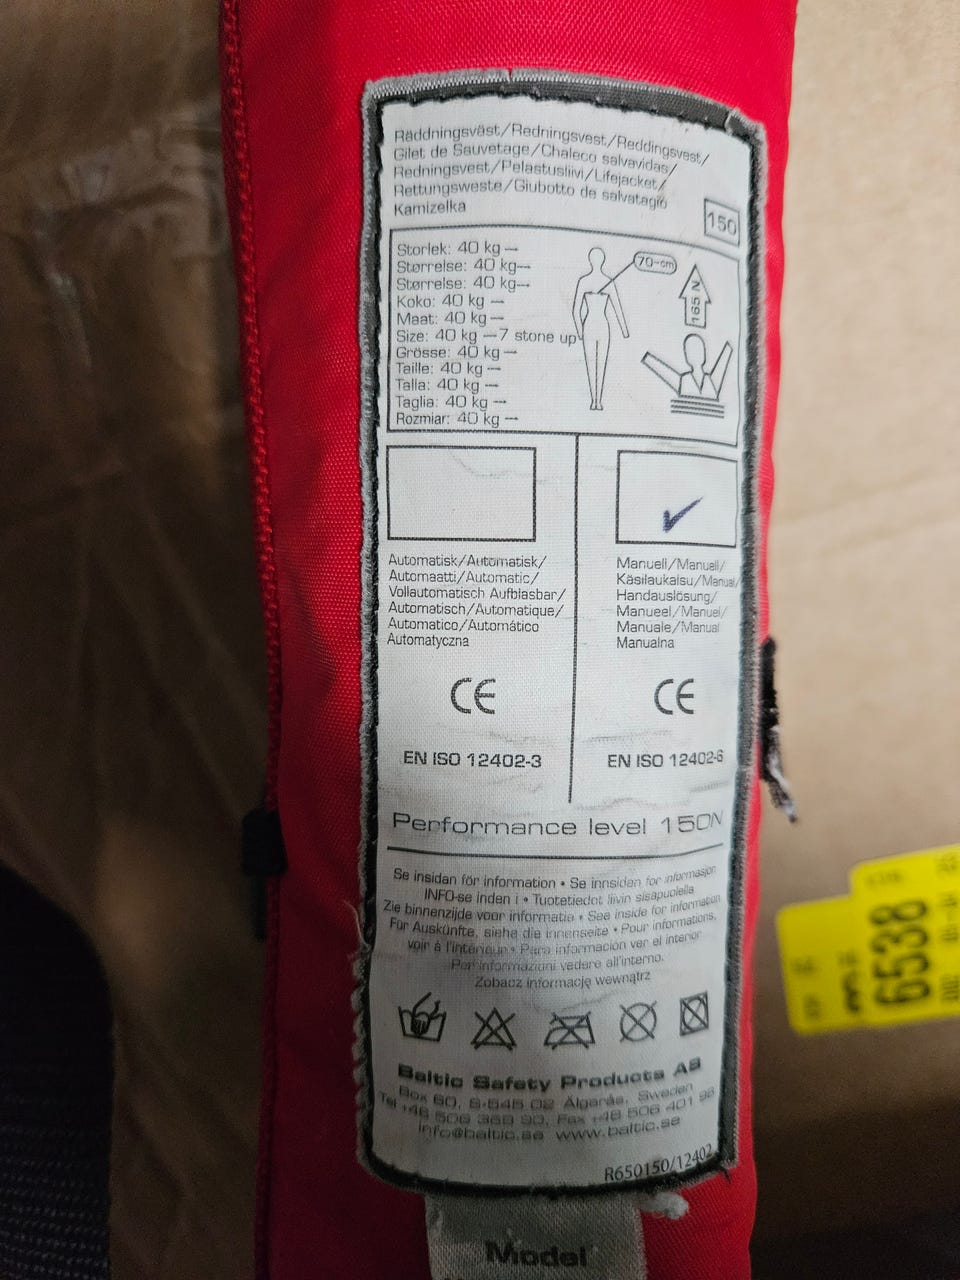 Räddningsväst/Redningsvest/Reddingsvest/
Gilet de Sauvetage/Chaleco salvavidas/
Redningsvest/Pelastusliivi/Lifejacket/
Rettungsweste/Giubotto de salvatagio
Kamizelka
150
Storlek: 40 kg —
Størrelse: 40 kg—
Størrelse: 40 kg—
Koko: 40 kg —
Maat: 40 kg —
Size: 40 kg —7 stone up
Grösse: 40 kg —
Taille: 40 kg —
Talla: 40 kg —
Taglia: 40 kg —
Rozmiar: 40 kg —
70-cm
165 N
Automatisk/Automatisk/
Automaatti/Automatic/
Vollautomatisch Aufblasbar/
Automatisch/Automatique/
Automatico/Automático
Automatyczna
CE
EN ISO 12402-3
Manuell/Manuell/
Käsilaukaisu/Manual/
Handauslösung/
Manueel/Manuel/
Manuale/Manual
Manualna
CE
EN ISO 12402-6
Performance level 150N
Se insidan för information • Se innsiden for informasjon
INFO-se inden i • Tuotetiedot liivin sisäpuolella
Zie binnenzijde voor informatie • See inside for information
Für Auskünfte, siehe die innenseite • Pour informations,
voir á l'intérieur • Para información ver el interior
Per informazioni vedere all'interno.
Zobacz informację wewnątrz
Baltic Safety Products AB
Box 60, S-545 02 Älgarås, Sweden
Tel +46 506 369 90, Fax +46 506 401 96
info@baltic.se www.baltic.se
R650150/12402
Model
6538